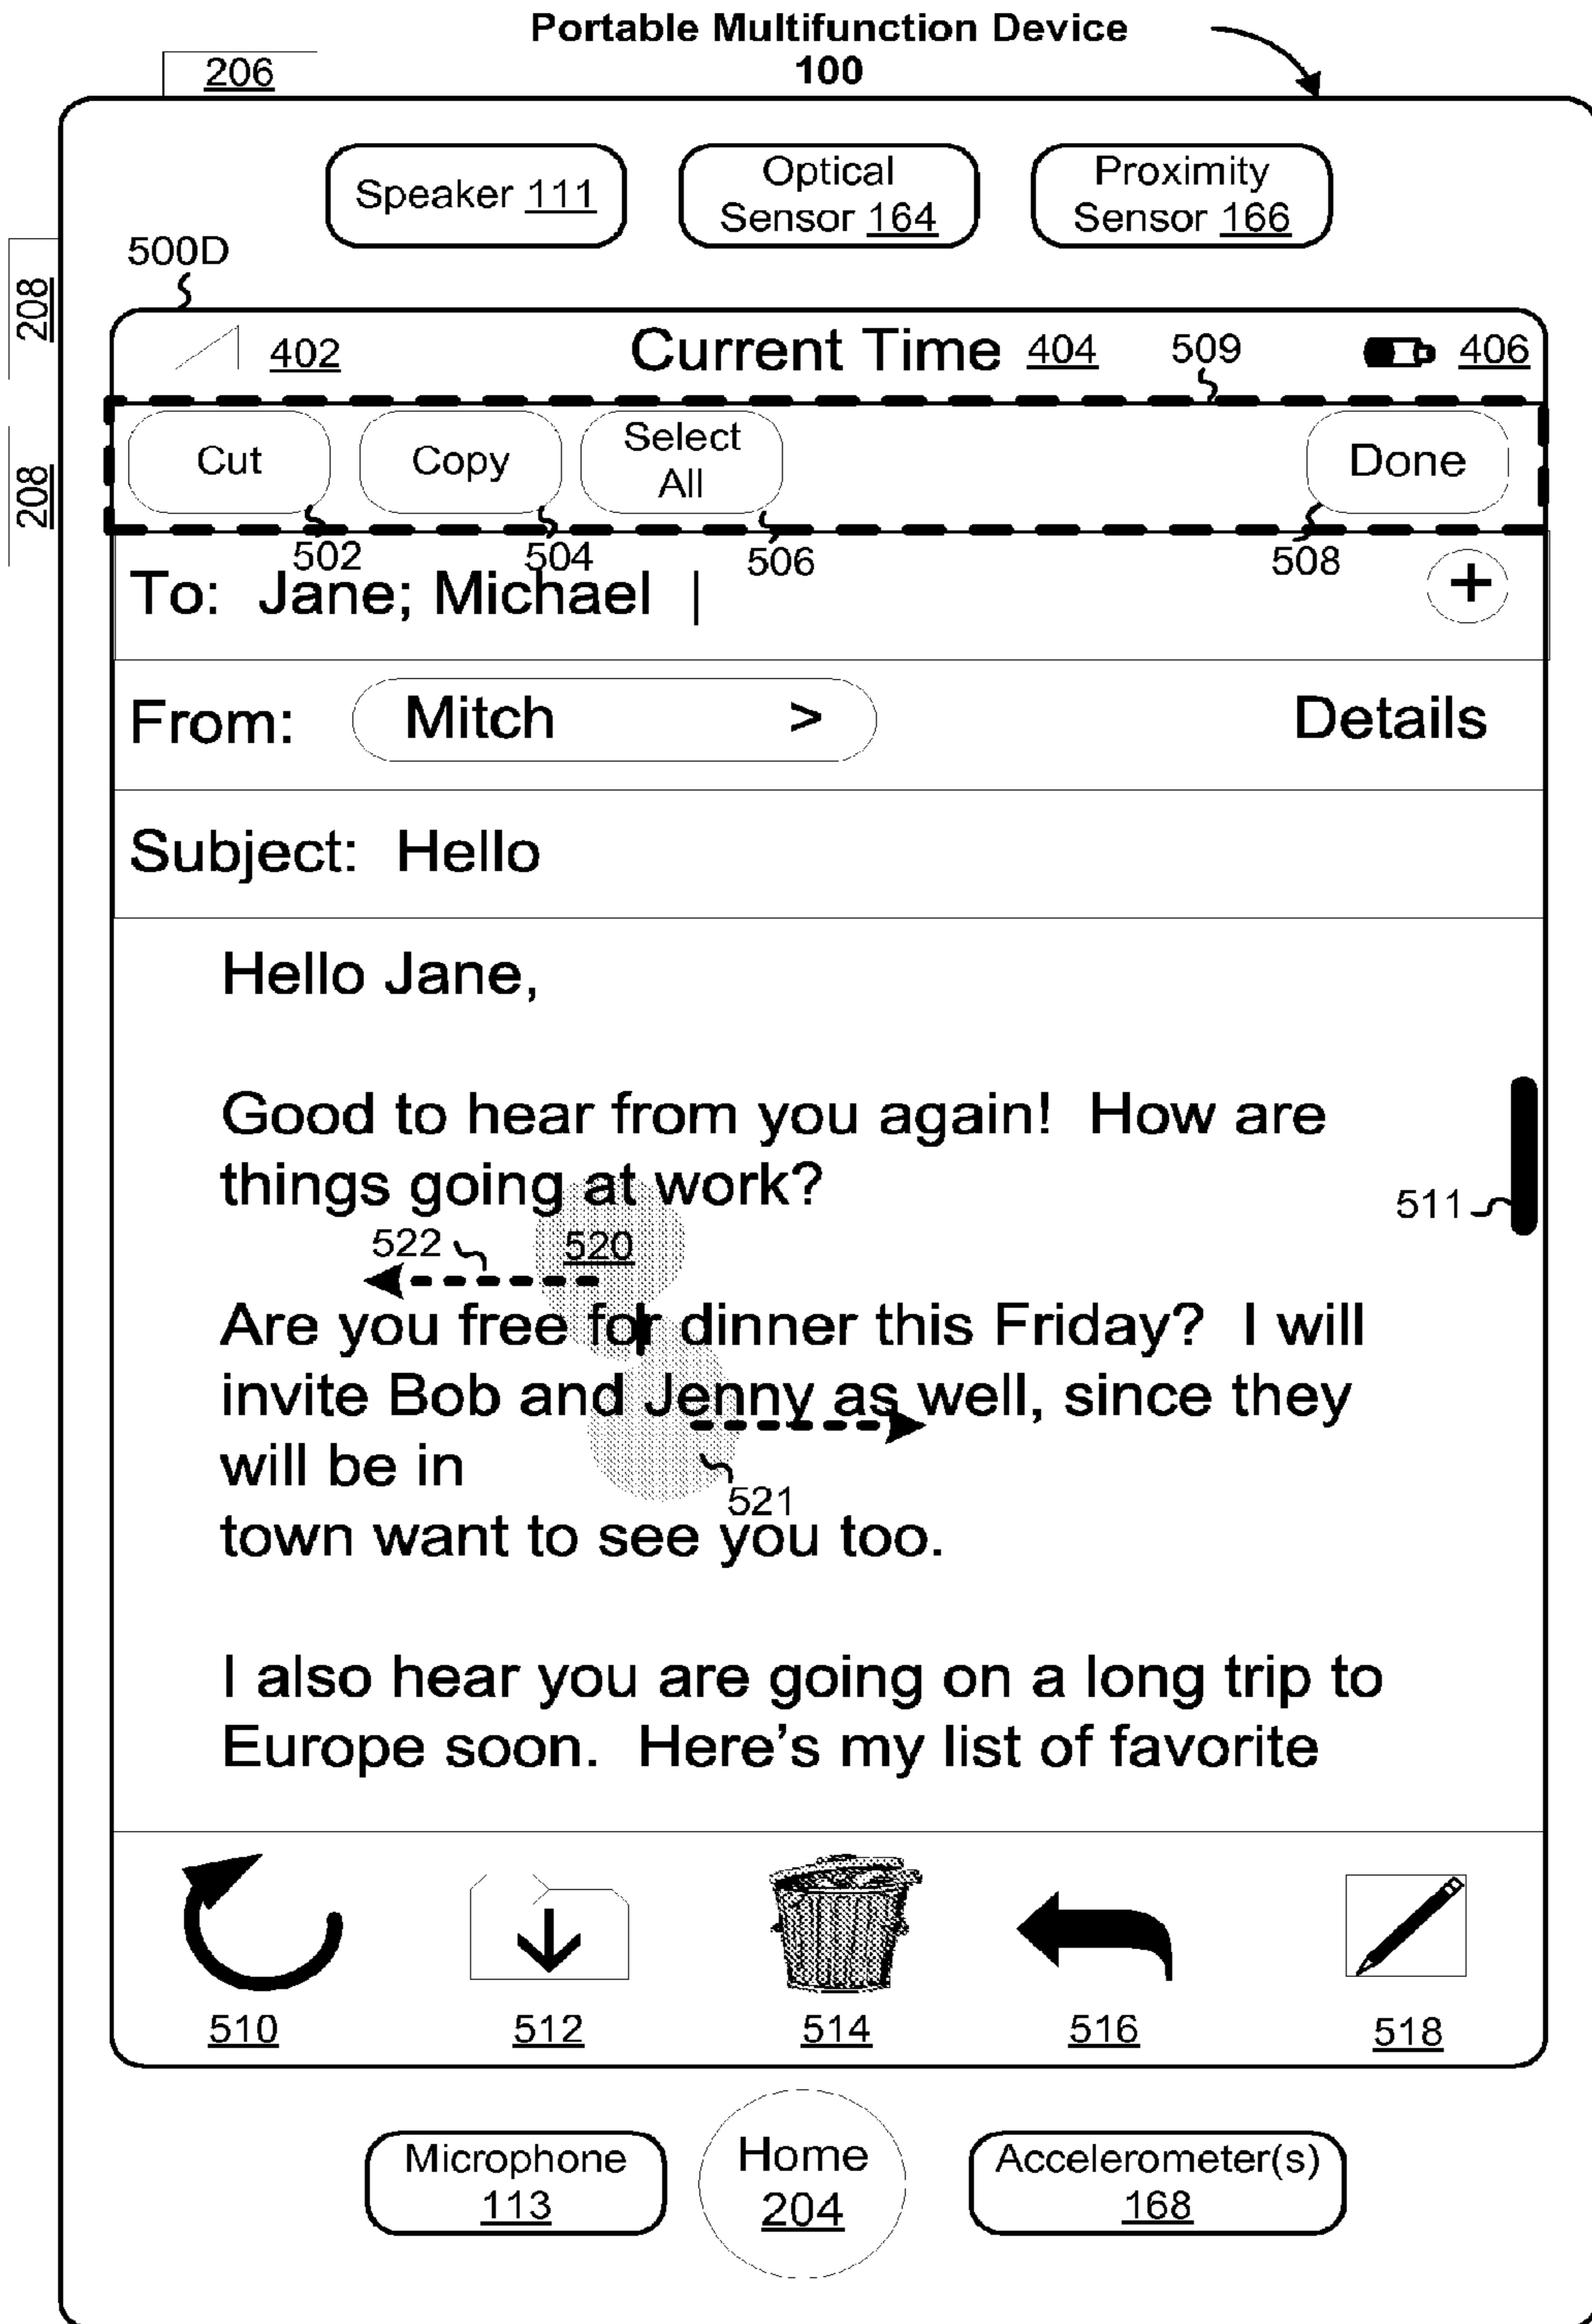 Portable Multifunction Device
100
206
Speaker 111
Optical
Sensor 164
Proximity
Sensor 166
500D
208
208
402
Current Time 404
509
406
Cut
Copy
Select
All
Done
502
504
506
508
To: Jane; Michael |
+
From: Mitch >
Details
Subject: Hello
Hello Jane,
Good to hear from you again! How are
things going at work?
511
522
520
Are you free for dinner this Friday? I will
invite Bob and Jenny as well, since they
will be in
521
town want to see you too.
I also hear you are going on a long trip to
Europe soon. Here's my list of favorite
510
512
514
516
518
Microphone
113
Home
204
Accelerometer(s)
168